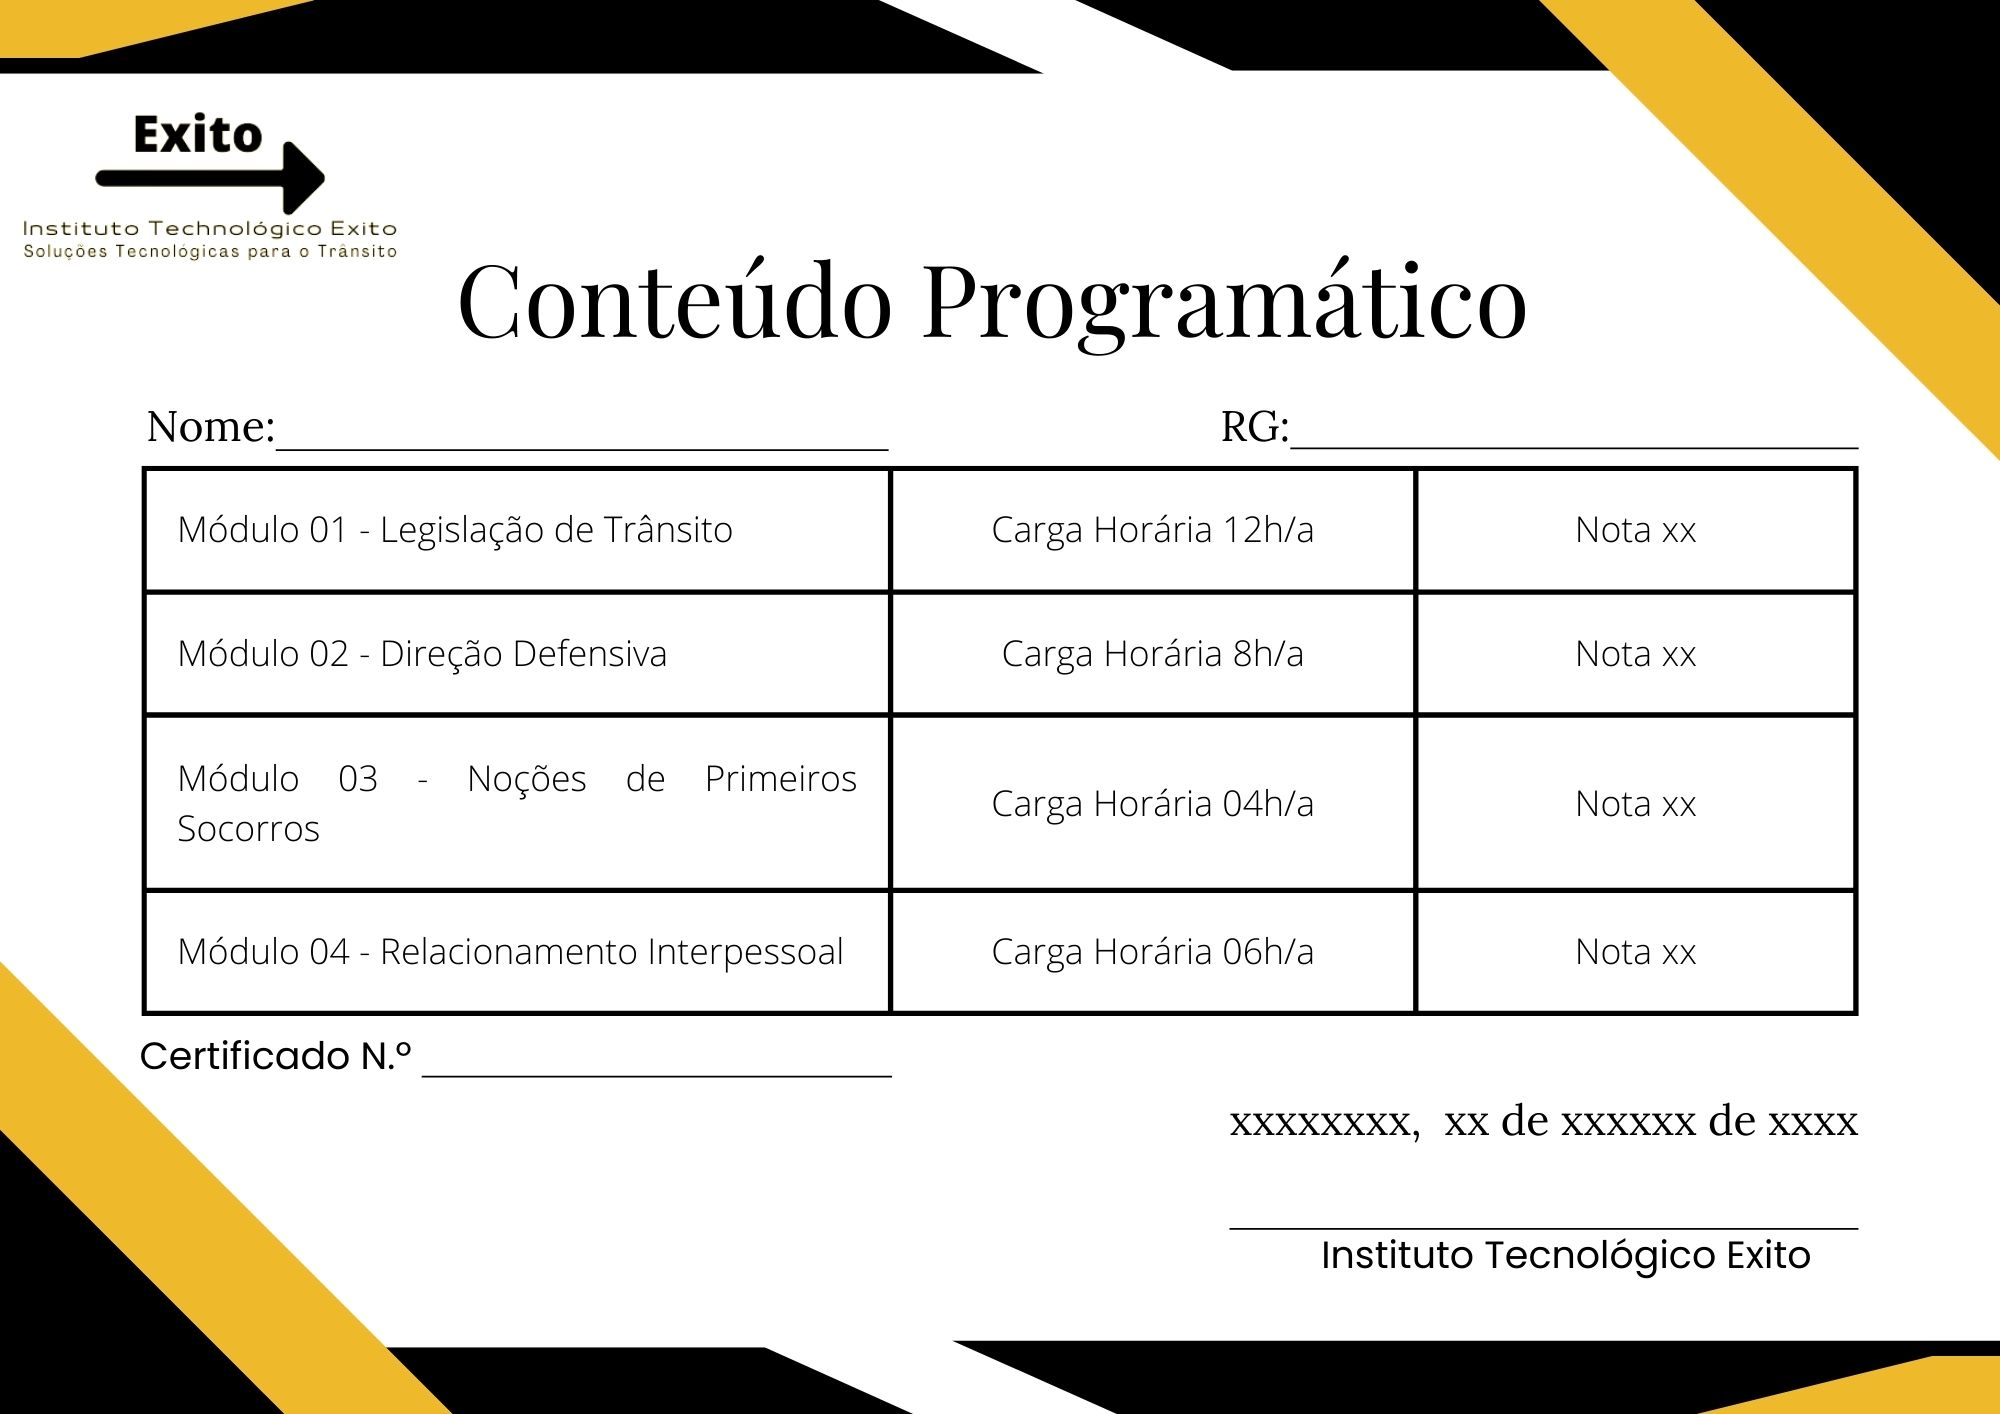 Exito
Instituto Technológico Exito
Soluções Tecnológicas para o Trânsito
Conteúdo Programático
Nome:
RG:
Módulo 01 - Legislação de Trânsito
Carga Horária 12h/a
Nota xx
Módulo 02 - Direção Defensiva
Carga Horária 8h/a
Nota xx
Módulo 03 - Noções de Primeiros
Socorros
Carga Horária 04h/a
Nota xx
Módulo 04 - Relacionamento Interpessoal
Carga Horária 06h/a
Nota xx
Certificado N.º
xxxxxxxx, xx de xxxxxx de xxxx
Instituto Tecnológico Exito